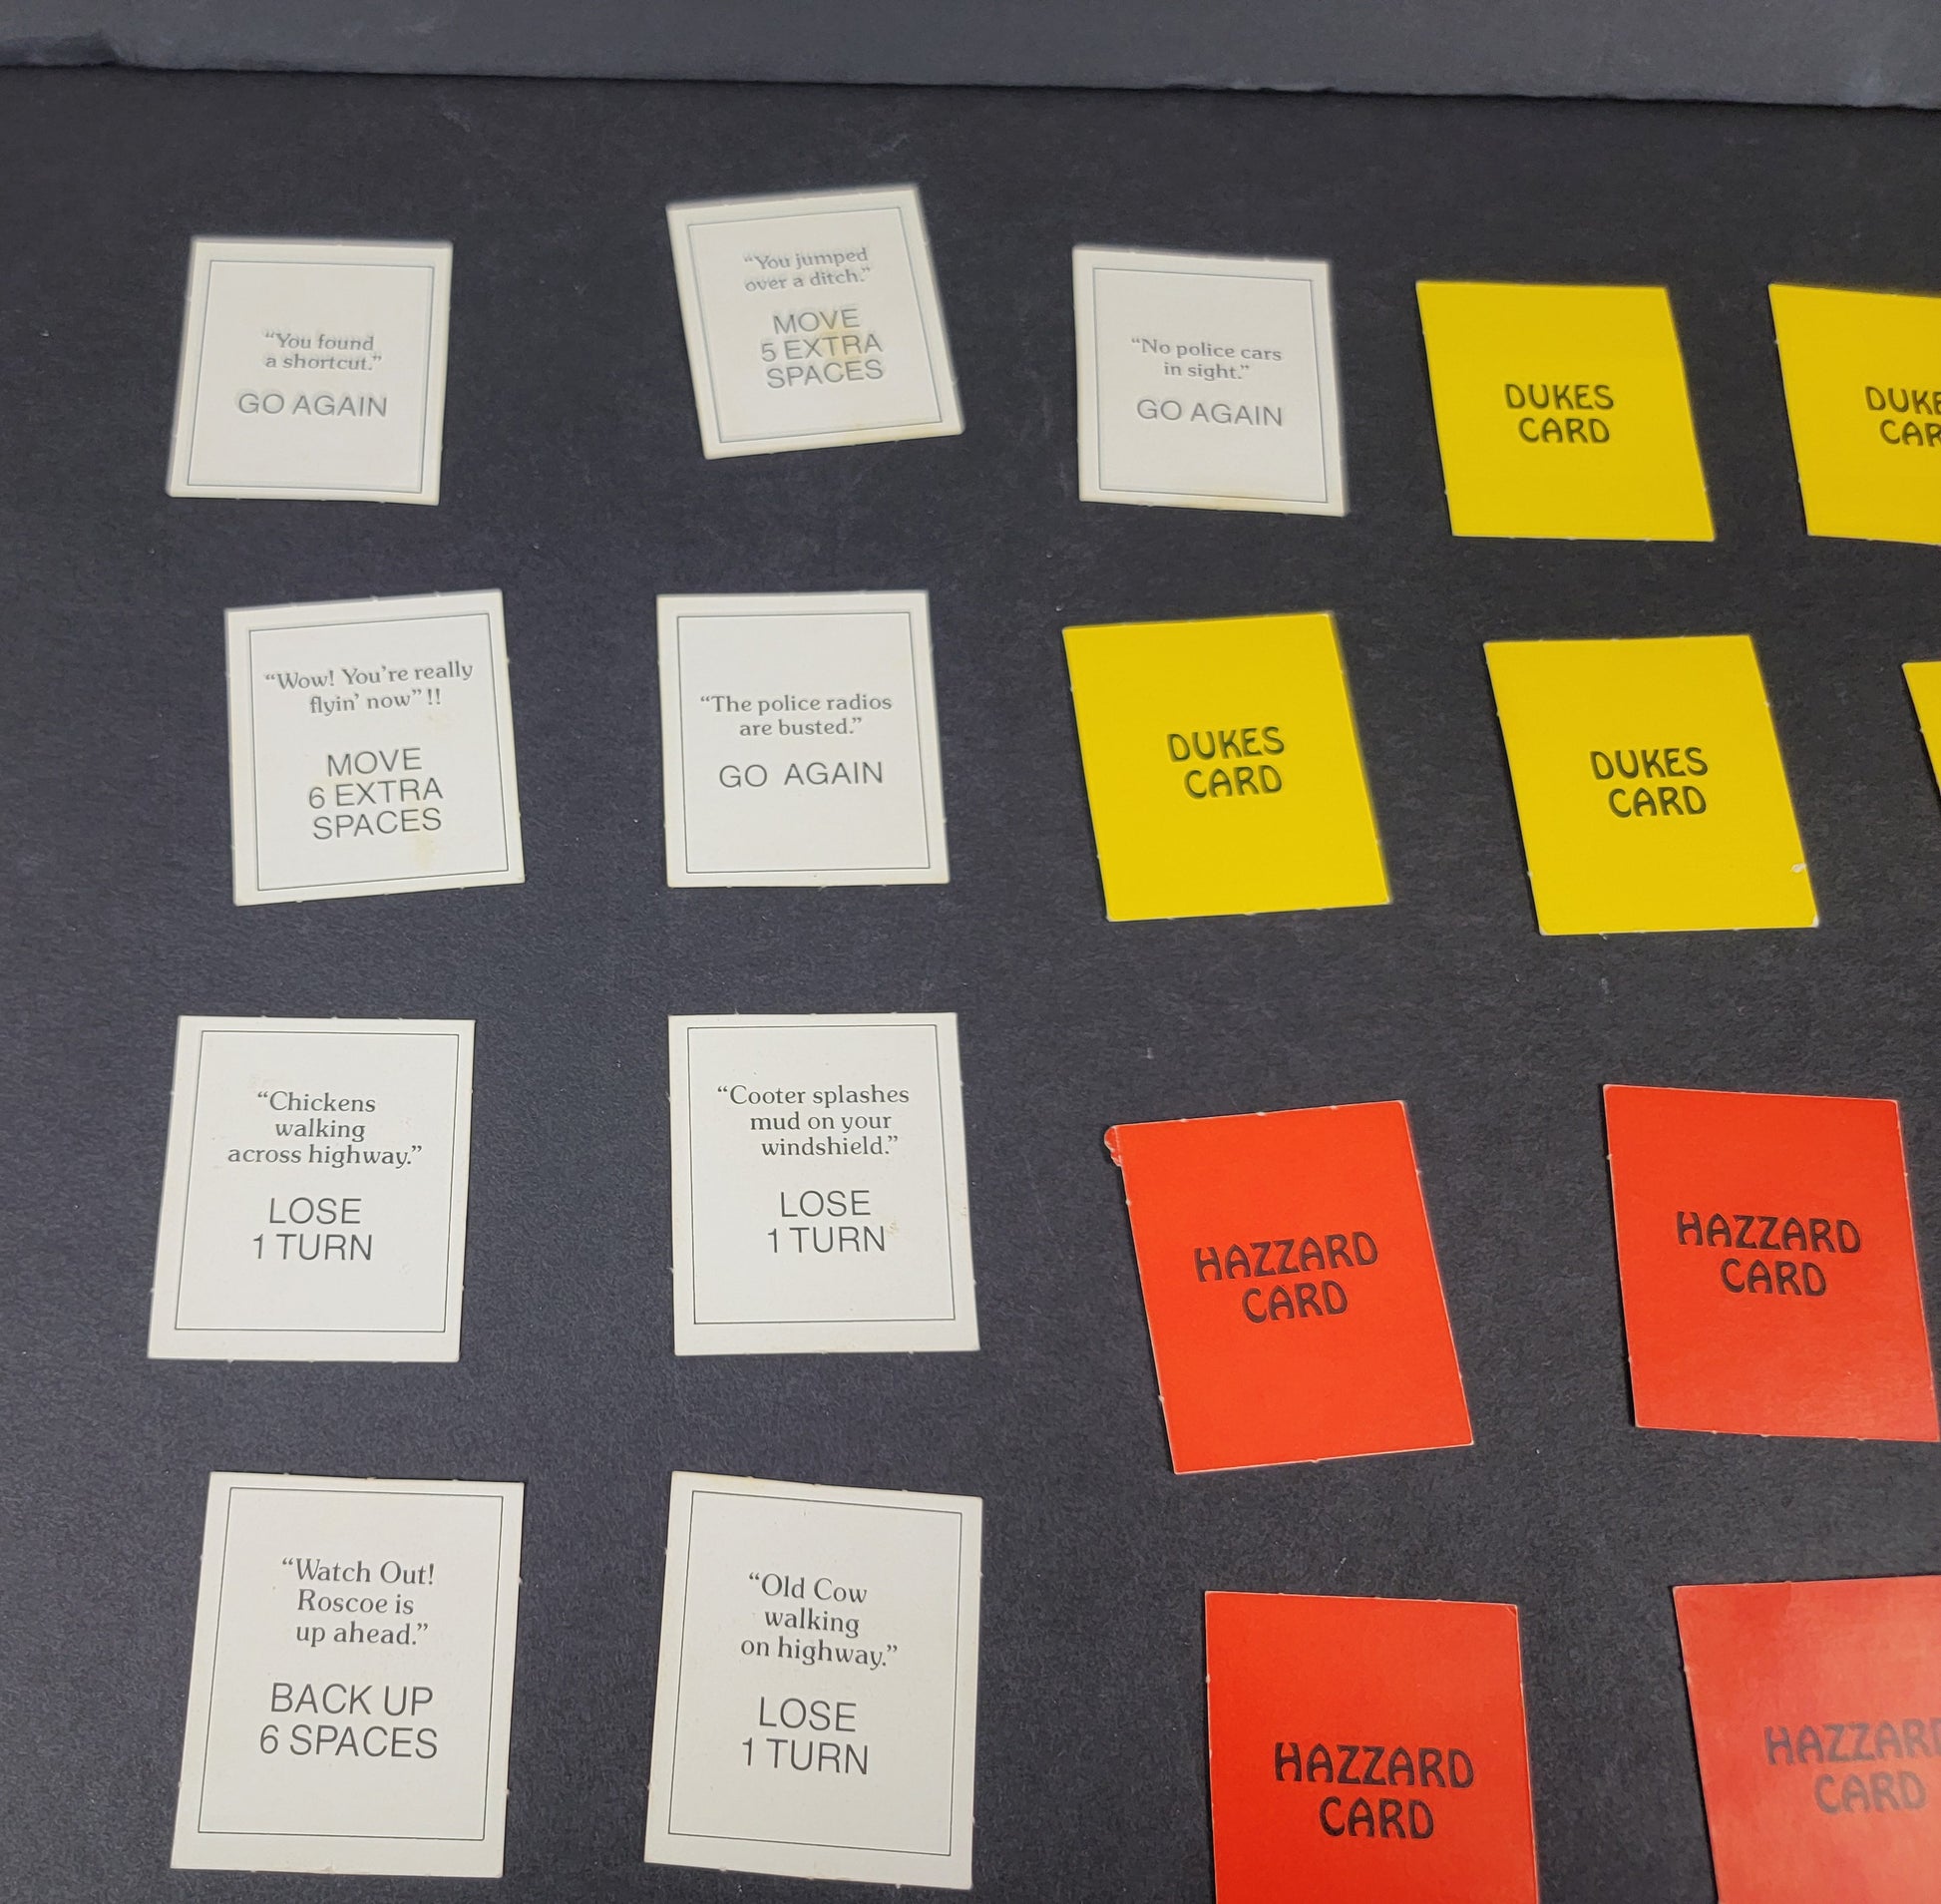 “You found
a shortcut.”
GO AGAIN
“You jumped
over a ditch.”
MOVE
5 EXTRA
SPACES
“No police cars
in sight.”
GO AGAIN
DUKES
CARD
“Wow! You’re really
flyin’ now” !!
MOVE
6 EXTRA
SPACES
“The police radios
are busted.”
GO AGAIN
DUKES
CARD
DUKES
CARD
“Chickens
walking
across highway.”
LOSE
1 TURN
“Cooter splashes
mud on your
windshield.”
LOSE
1 TURN
HAZZARD
CARD
HAZZARD
CARD
“Watch Out!
Roscoe is
up ahead.”
BACK UP
6 SPACES
“Old Cow
walking
on highway.”
LOSE
1 TURN
HAZZARD
CARD
CARD